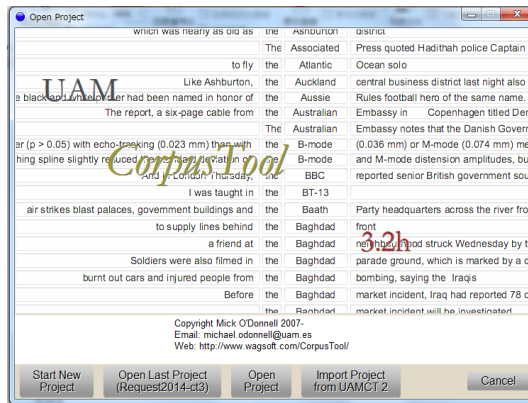 Open Project
which was nearly as old as the Ashburton district
The Associated Press quoted Hadithah police Captain
to fly the Atlantic Ocean solo
Like Ashburton, the Auckland central business district last night also
UAM
e black and white pointer had been named in honor of the Aussie Rules football hero of the same name.
The report, a six-page cable from the Australian Embassy in Copenhagen titled Den
The Australian Embassy notes that the Danish Govern
er (p > 0.05) with echo-tracking (0.023 mm) than with the B-mode (0.036 mm) or M-mode (0.074 mm) me
hing spline slightly reduced the standard deviation of the B-mode and M-mode distension amplitudes, bu
CorpusTool
And in London Thursday, the BBC reported senior British government sou
I was taught in the BT-13
air strikes blast palaces, government buildings and the Baath Party headquarters across the river fro
to supply lines behind the Baghdad front
3.2h
a friend at the Baghdad neighbourhood struck Wednesday by t
Soldiers were also filmed in the Baghdad parade ground, which is marked by a
burnt out cars and injured people from the Baghdad bombing, saying the Iraqis
Before the Baghdad market incident, Iraq had reported 78
the Baghdad market incident will be investigated
Copyright Mick O'Donnell 2007-
Email: michael.odonnell@uam.es
Web: http://www.wagsoft.com/CorpusTool/
Start New Project
Open Last Project (Request2014-ct3)
Open Project
Import Project from UAMCT 2
Cancel